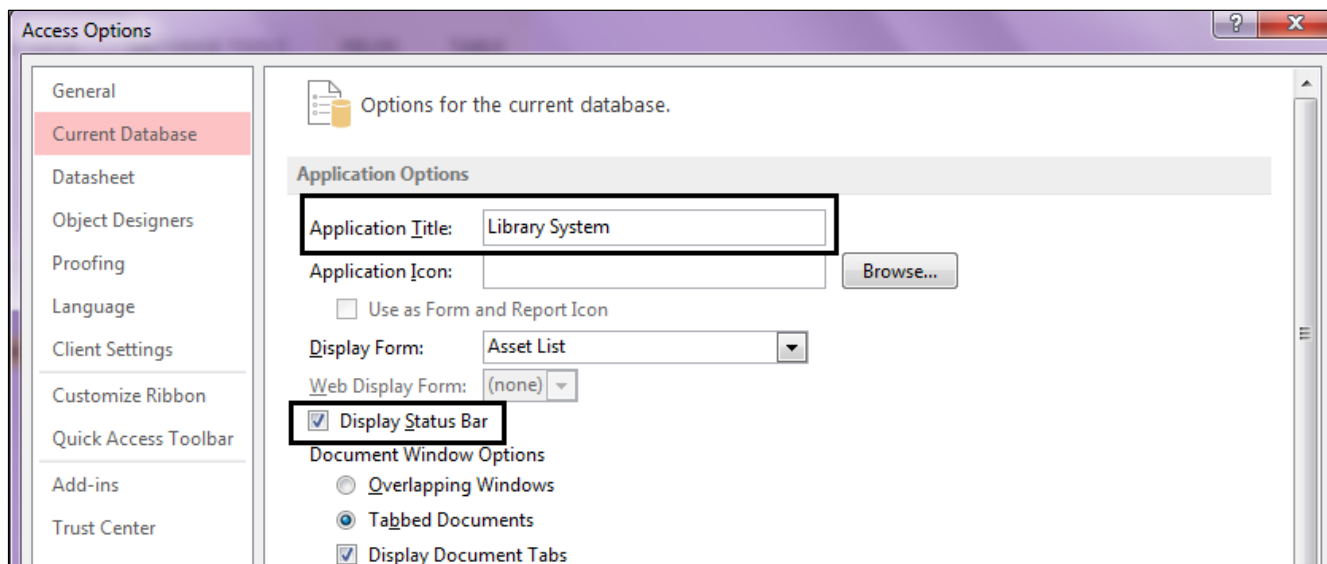 Access Options
General
Current Database
Datasheet
Object Designers
Proofing
Language
Client Settings
Customize Ribbon
Quick Access Toolbar
Add-ins
Trust Center
Options for the current database.
Application Options
Application Title: Library System
Application Icon: Browse...
Use as Form and Report Icon
Display Form: Asset List
Web Display Form: (none)
Display Status Bar
Document Window Options
Overlapping Windows
Tabbed Documents
Display Document Tabs